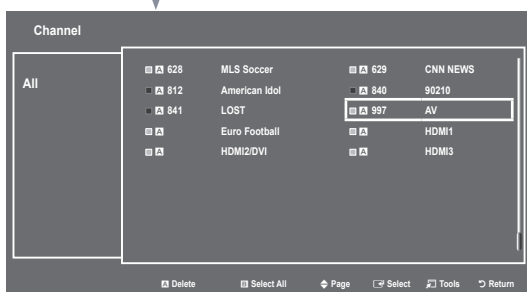 Channel
All
A 628 MLS Soccer A 629 CNN NEWS
A 812 American Idol A 840 90210
A 841 LOST A 997 AV
A Euro Football A HDMI1
A HDMI2/DVI A HDMI3
A Delete Select All Page Select Tools Return